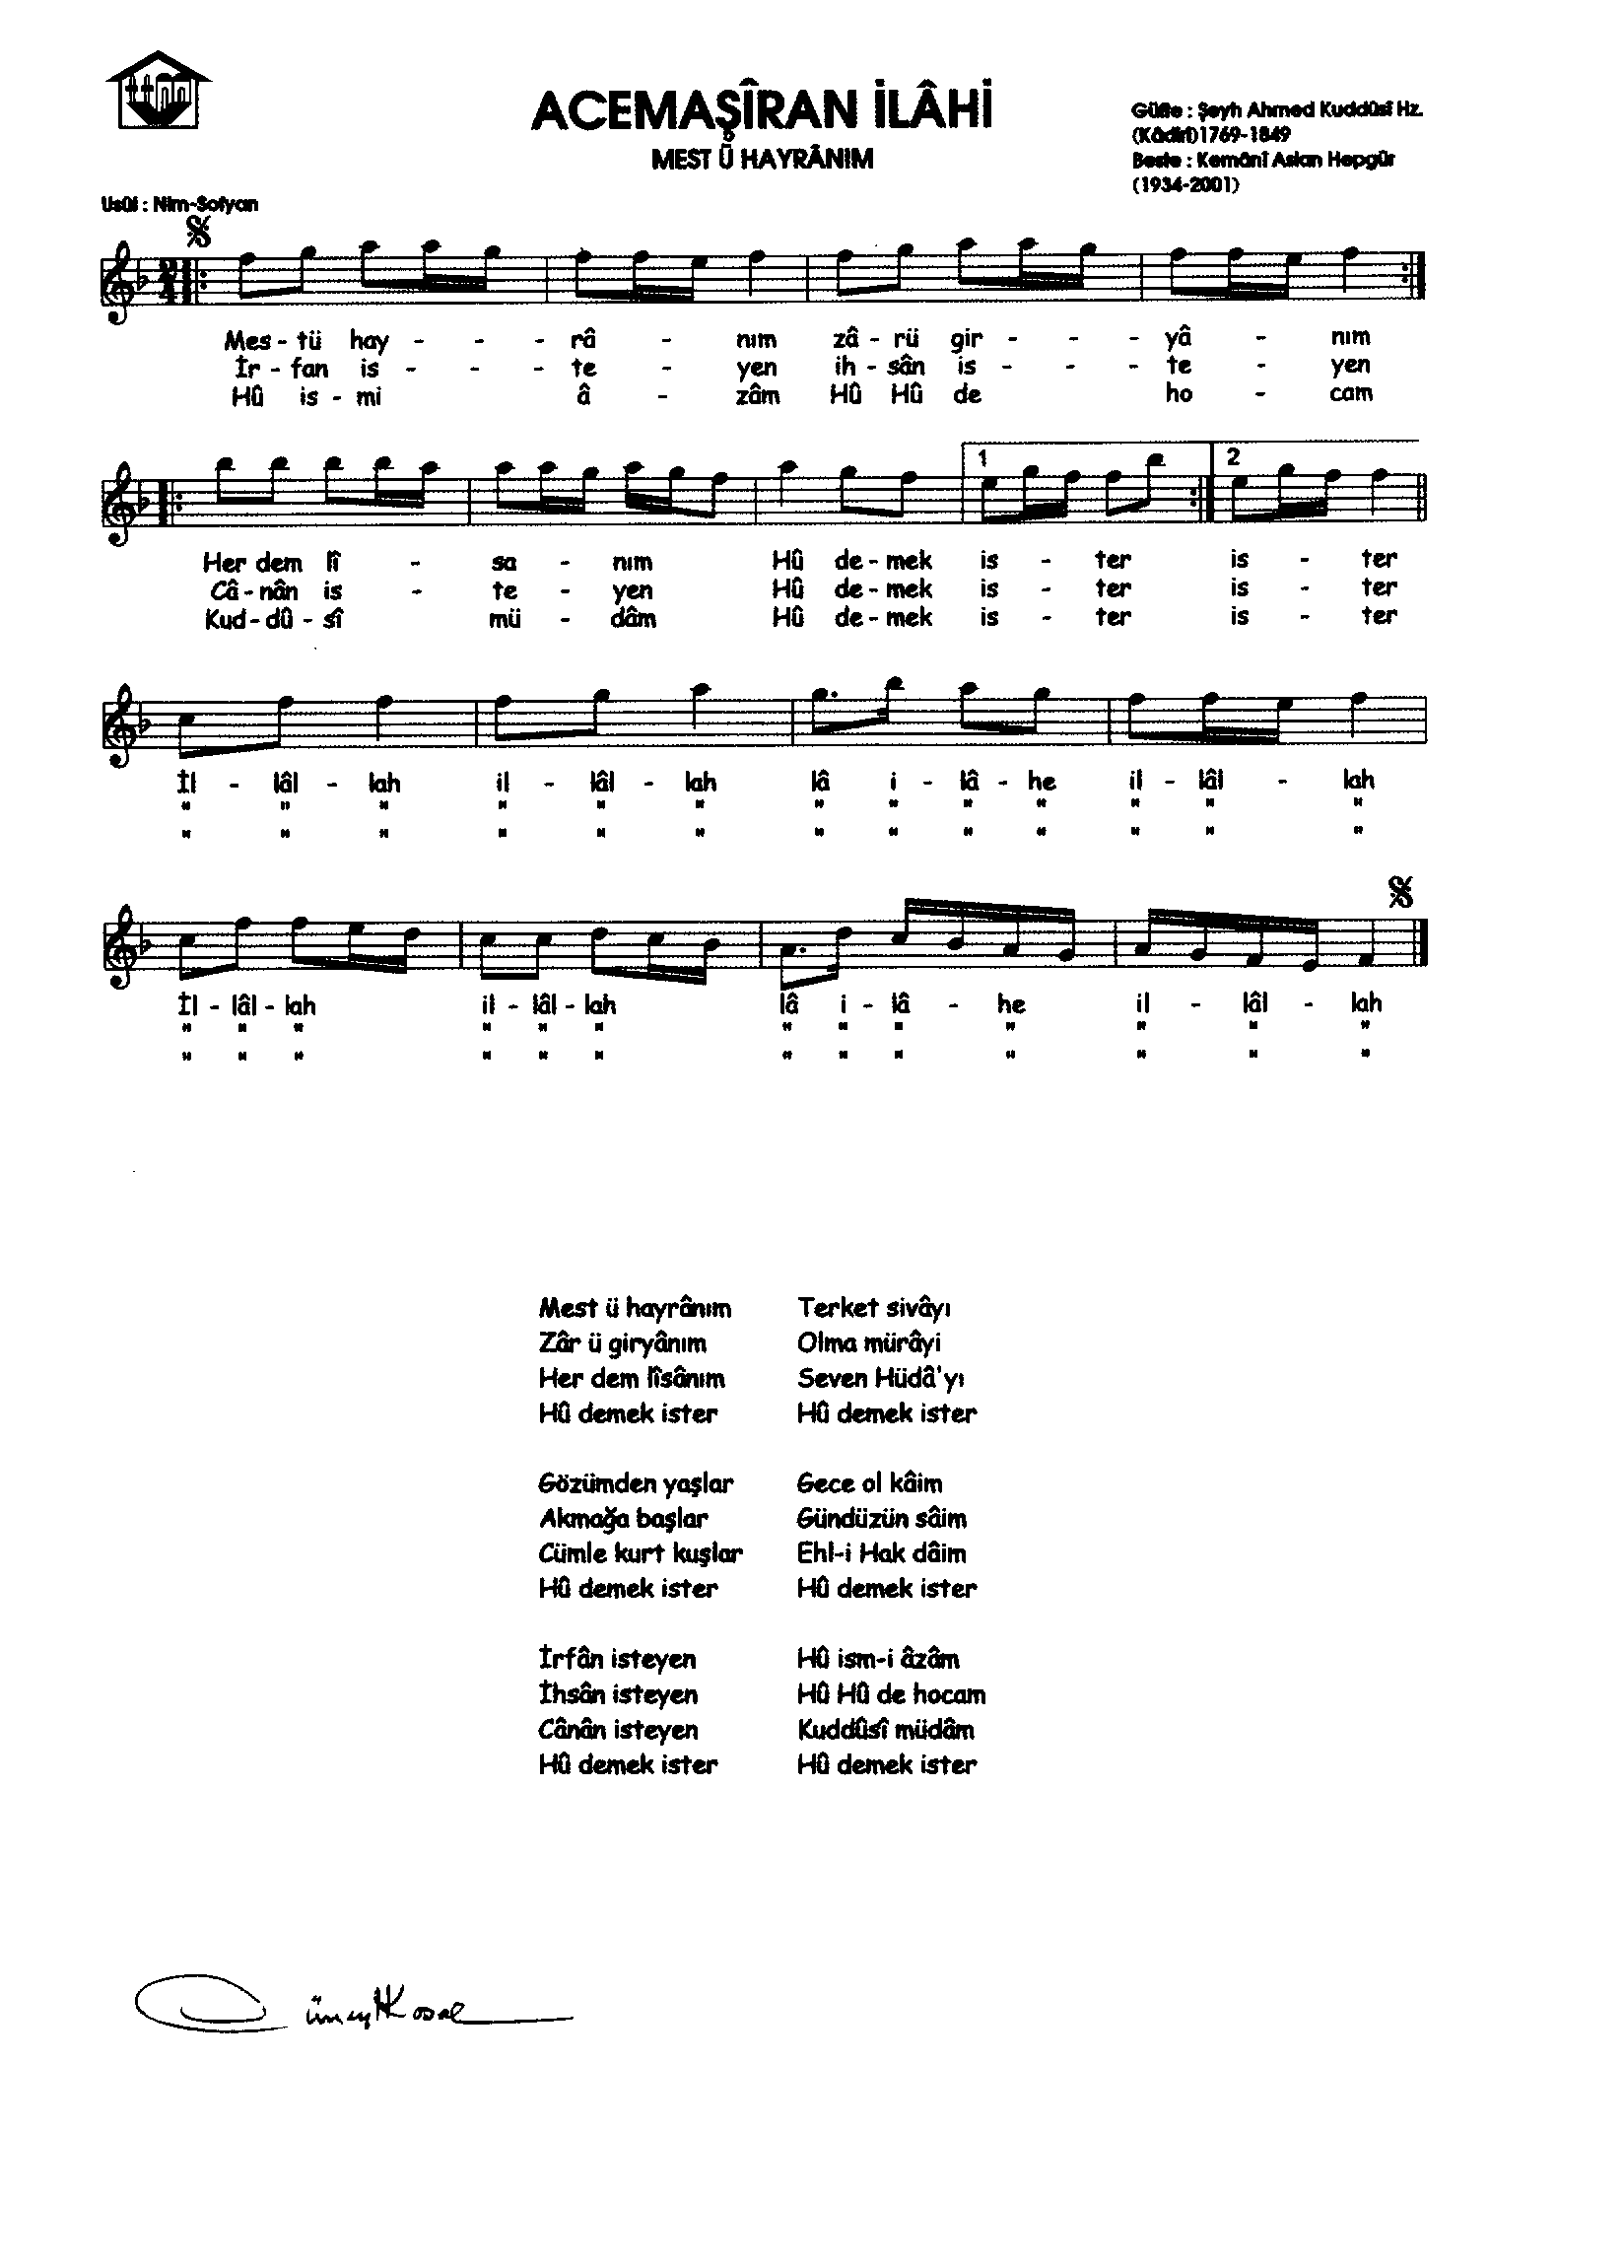 ACEMAŞÎRAN İLÂHİ
MEST Ü HAYRÂNIM
Güfte : Şeyh Ahmed Kuddûsî Hz.
(Kâdirî)1769-1849
Beste : Kemânî Aslan Hepgür
(1934-2001)
Usûl : Nim-Sofyan
2
4
Mes - tü hay - - - râ - nım zâ - rü gir - - - yâ - nım
İr - fan is - - - te - yen ih - sân is - - - te - yen
Hû is - mi â - zâm Hû Hû de ho - cam
1 2
Her dem lî - sa - nım Hû de - mek is - ter is - ter
Câ - nân is - te - yen Hû de - mek is - ter is - ter
Kud - dû - sî mü - dâm Hû de - mek is - ter is - ter
İl - lâl - lah il - lâl - lah lâ i - lâ - he il - lâl - lah
" " " " " " " " " " " " "
" " " " " " " " " " " " "
İl - lâl - lah il - lâl - lah lâ i - lâ - he il - lâl - lah
" " " " " " " " " " " " "
" " " " " " " " " " " " "
Mest ü hayrânım
Zâr ü giryânım
Her dem lîsânım
Hû demek ister
Gözümden yaşlar
Akmağa başlar
Cümle kurt kuşlar
Hû demek ister
İrfân isteyen
İhsân isteyen
Cânân isteyen
Hû demek ister
Terket sivâyı
Olma mürâyi
Seven Hüdâ'yı
Hû demek ister
Gece ol kâim
Gündüzün sâim
Ehl-i Hak dâim
Hû demek ister
Hû ism-i âzâm
Hû Hû de hocam
Kuddûsî müdâm
Hû demek ister
Cüneyt Kosal